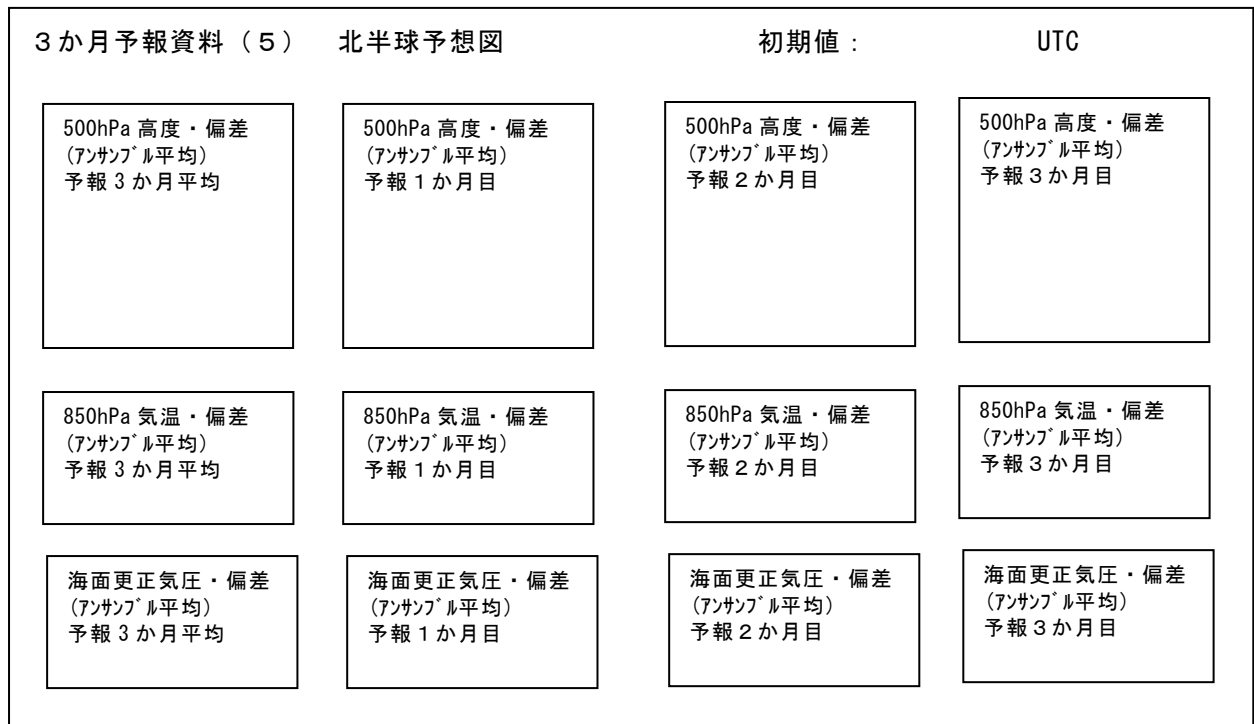 ３か月予報資料（５） 北半球予想図 初期値： UTC
500hPa 高度・偏差
(ｱﾝｻﾝﾌﾞﾙ平均)
予報３か月平均
500hPa 高度・偏差
(ｱﾝｻﾝﾌﾞﾙ平均)
予報１か月目
500hPa 高度・偏差
(ｱﾝｻﾝﾌﾞﾙ平均)
予報２か月目
500hPa 高度・偏差
(ｱﾝｻﾝﾌﾞﾙ平均)
予報３か月目
850hPa 気温・偏差
(ｱﾝｻﾝﾌﾞﾙ平均)
予報３か月平均
850hPa 気温・偏差
(ｱﾝｻﾝﾌﾞﾙ平均)
予報１か月目
850hPa 気温・偏差
(ｱﾝｻﾝﾌﾞﾙ平均)
予報２か月目
850hPa 気温・偏差
(ｱﾝｻﾝﾌﾞﾙ平均)
予報３か月目
海面更正気圧・偏差
(ｱﾝｻﾝﾌﾞﾙ平均)
予報３か月平均
海面更正気圧・偏差
(ｱﾝｻﾝﾌﾞﾙ平均)
予報１か月目
海面更正気圧・偏差
(ｱﾝｻﾝﾌﾞﾙ平均)
予報２か月目
海面更正気圧・偏差
(ｱﾝｻﾝﾌﾞﾙ平均)
予報３か月目